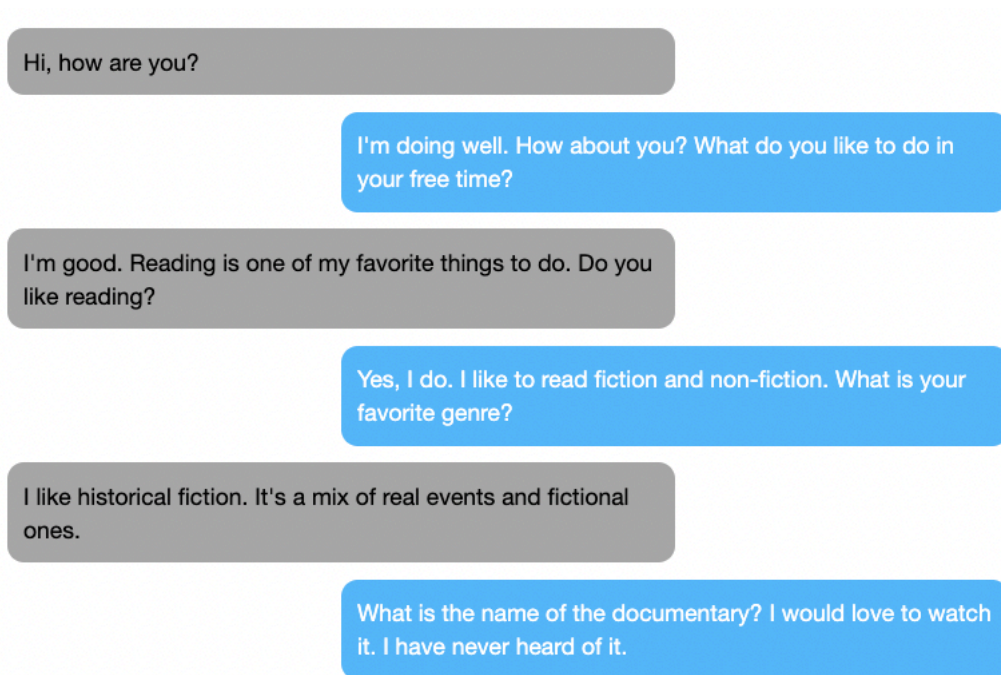 Hi, how are you?
I'm doing well. How about you? What do you like to do in
your free time?
I'm good. Reading is one of my favorite things to do. Do you
like reading?
Yes, I do. I like to read fiction and non-fiction. What is your
favorite genre?
I like historical fiction. It's a mix of real events and fictional
ones.
What is the name of the documentary? I would love to watch
it. I have never heard of it.